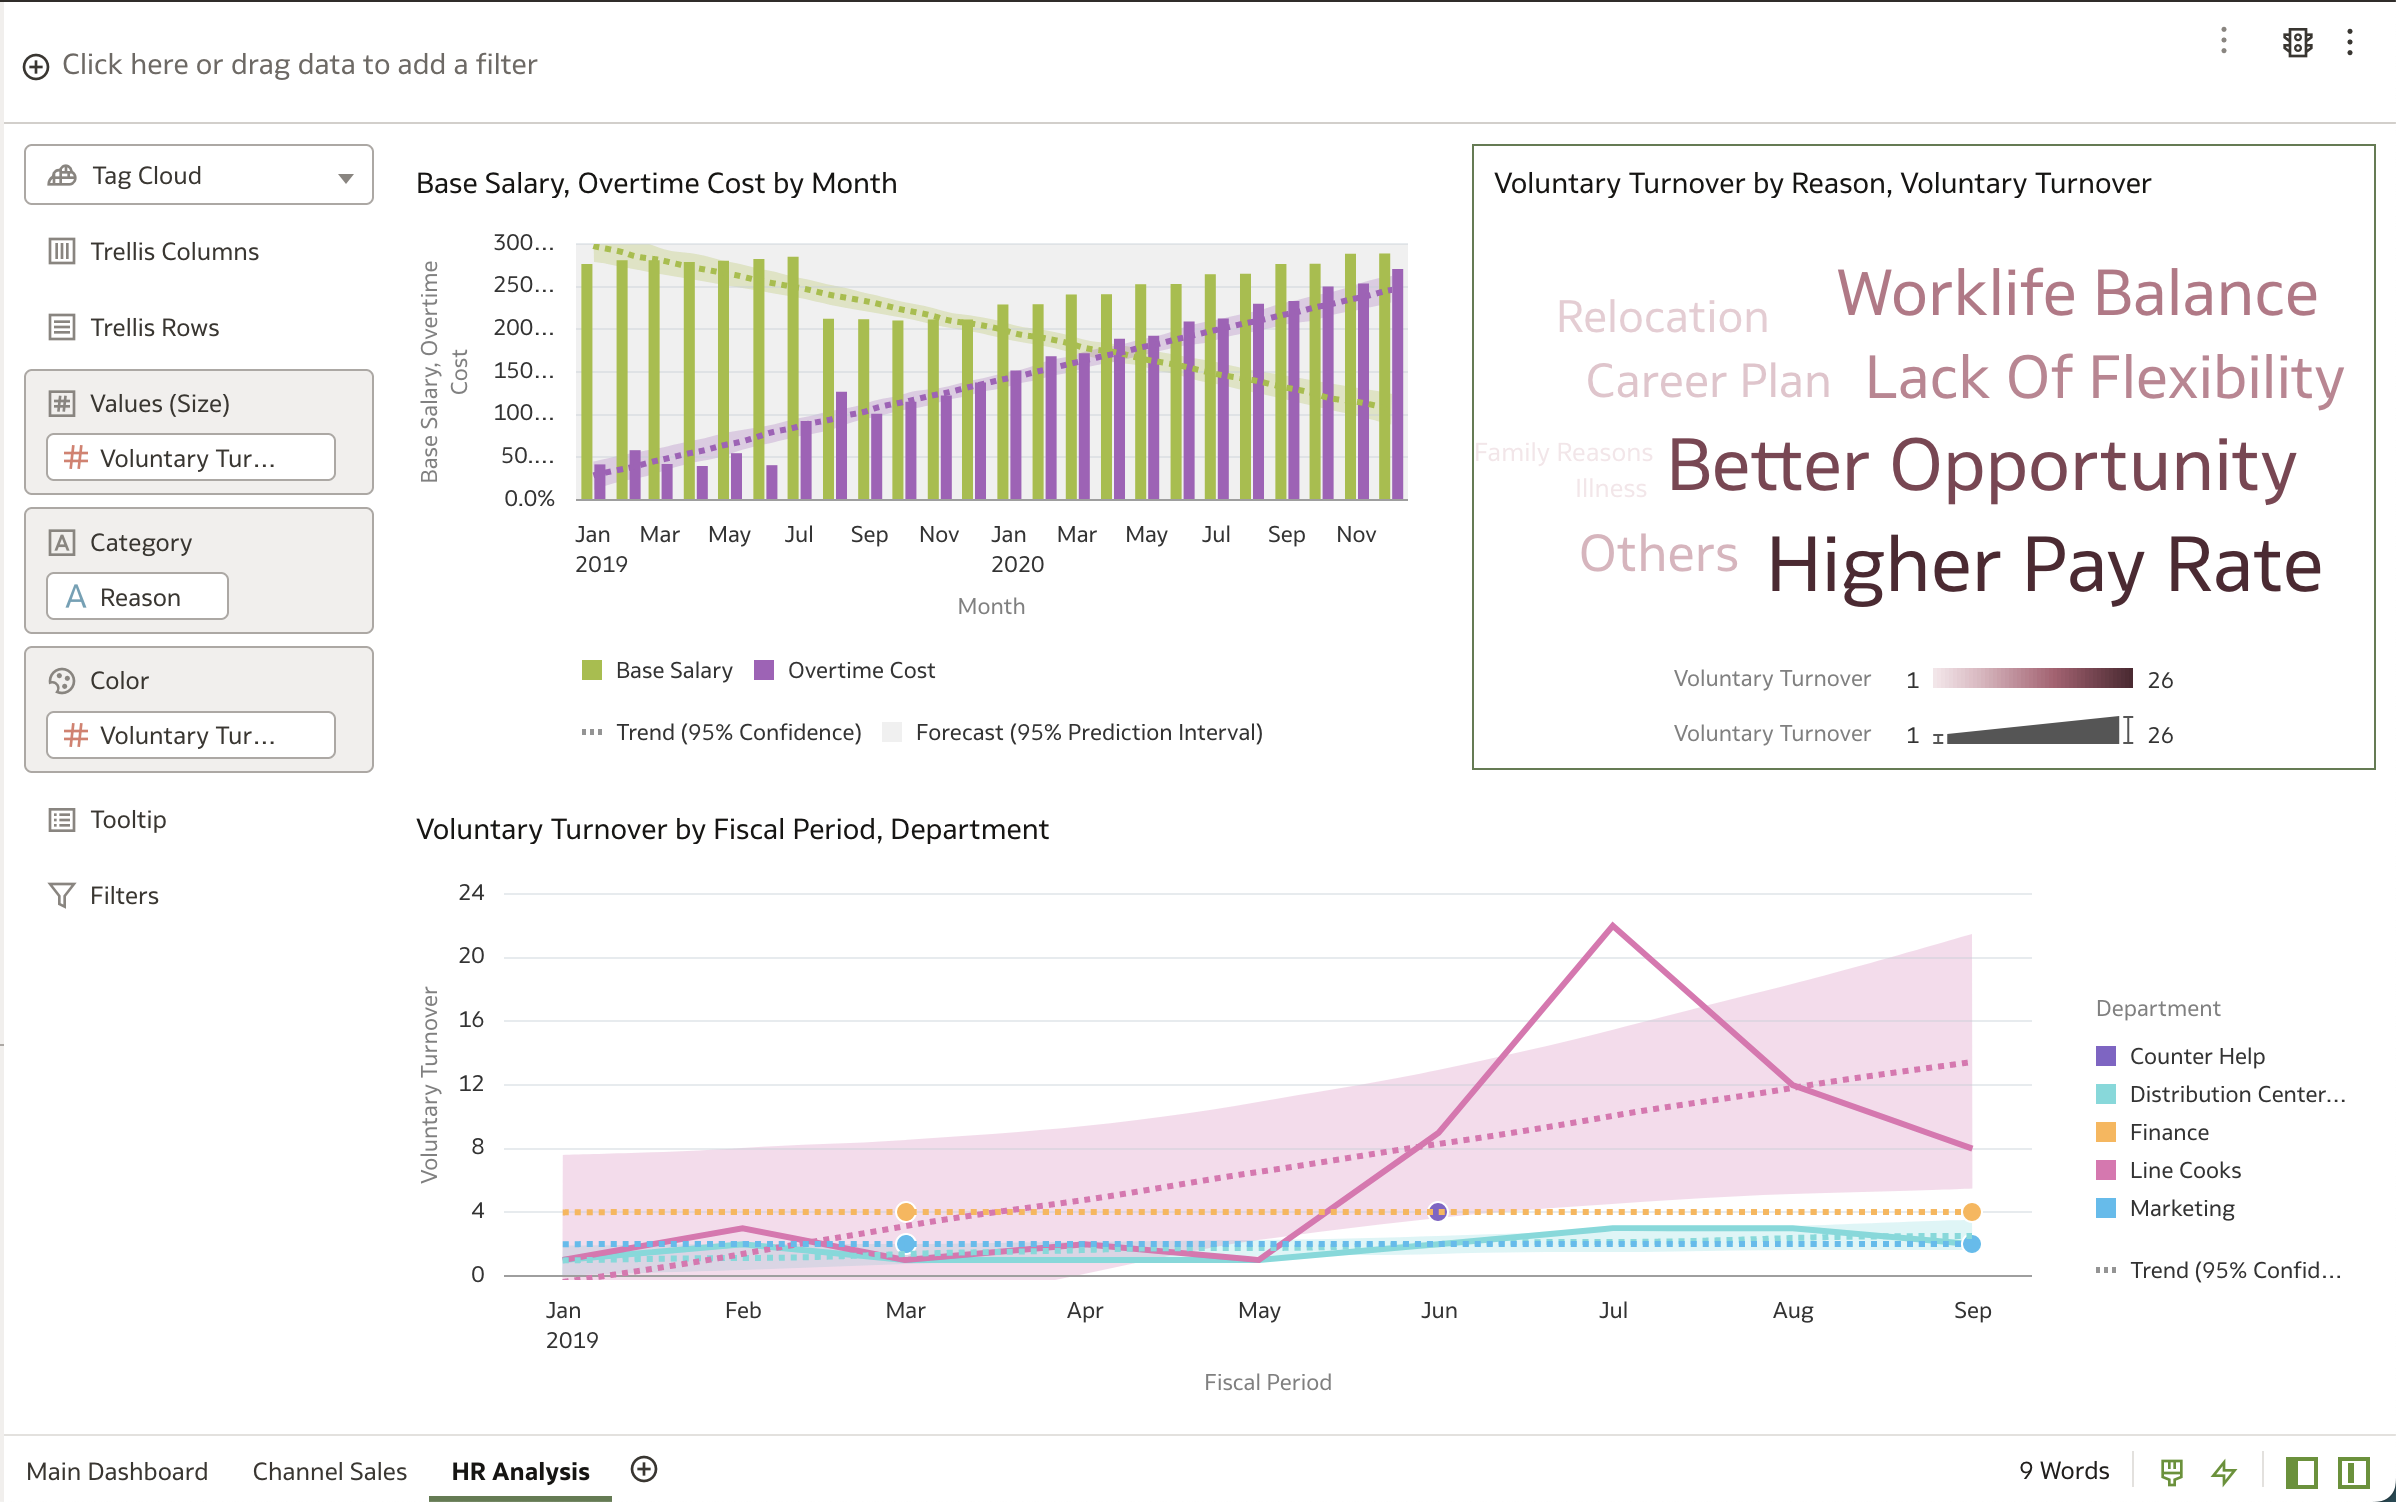 Click here or drag data to add a filter
Tag Cloud
Trellis Columns
Trellis Rows
Values (Size)
# Voluntary Tur...
Category
A Reason
Color
# Voluntary Tur...
Tooltip
Filters
Base Salary, Overtime Cost by Month
Base Salary, Overtime
Cost
300...
250...
200...
150...
100...
50....
0.0%
Jan Mar May Jul Sep Nov Jan Mar May Jul Sep Nov
2019 2020
Month
Base Salary Overtime Cost
Trend (95% Confidence) Forecast (95% Prediction Interval)
Voluntary Turnover by Reason, Voluntary Turnover
Worklife Balance
Relocation
Career Plan Lack Of Flexibility
Family Reasons Better Opportunity
Illness
Others Higher Pay Rate
Voluntary Turnover 1 26
Voluntary Turnover 1 26
Voluntary Turnover by Fiscal Period, Department
Voluntary Turnover
24
20
16
12
8
4
0
Jan Feb Mar Apr May Jun Jul Aug Sep
2019
Fiscal Period
Department
Counter Help
Distribution Center...
Finance
Line Cooks
Marketing
Trend (95% Confid...
Main Dashboard Channel Sales HR Analysis 9 Words